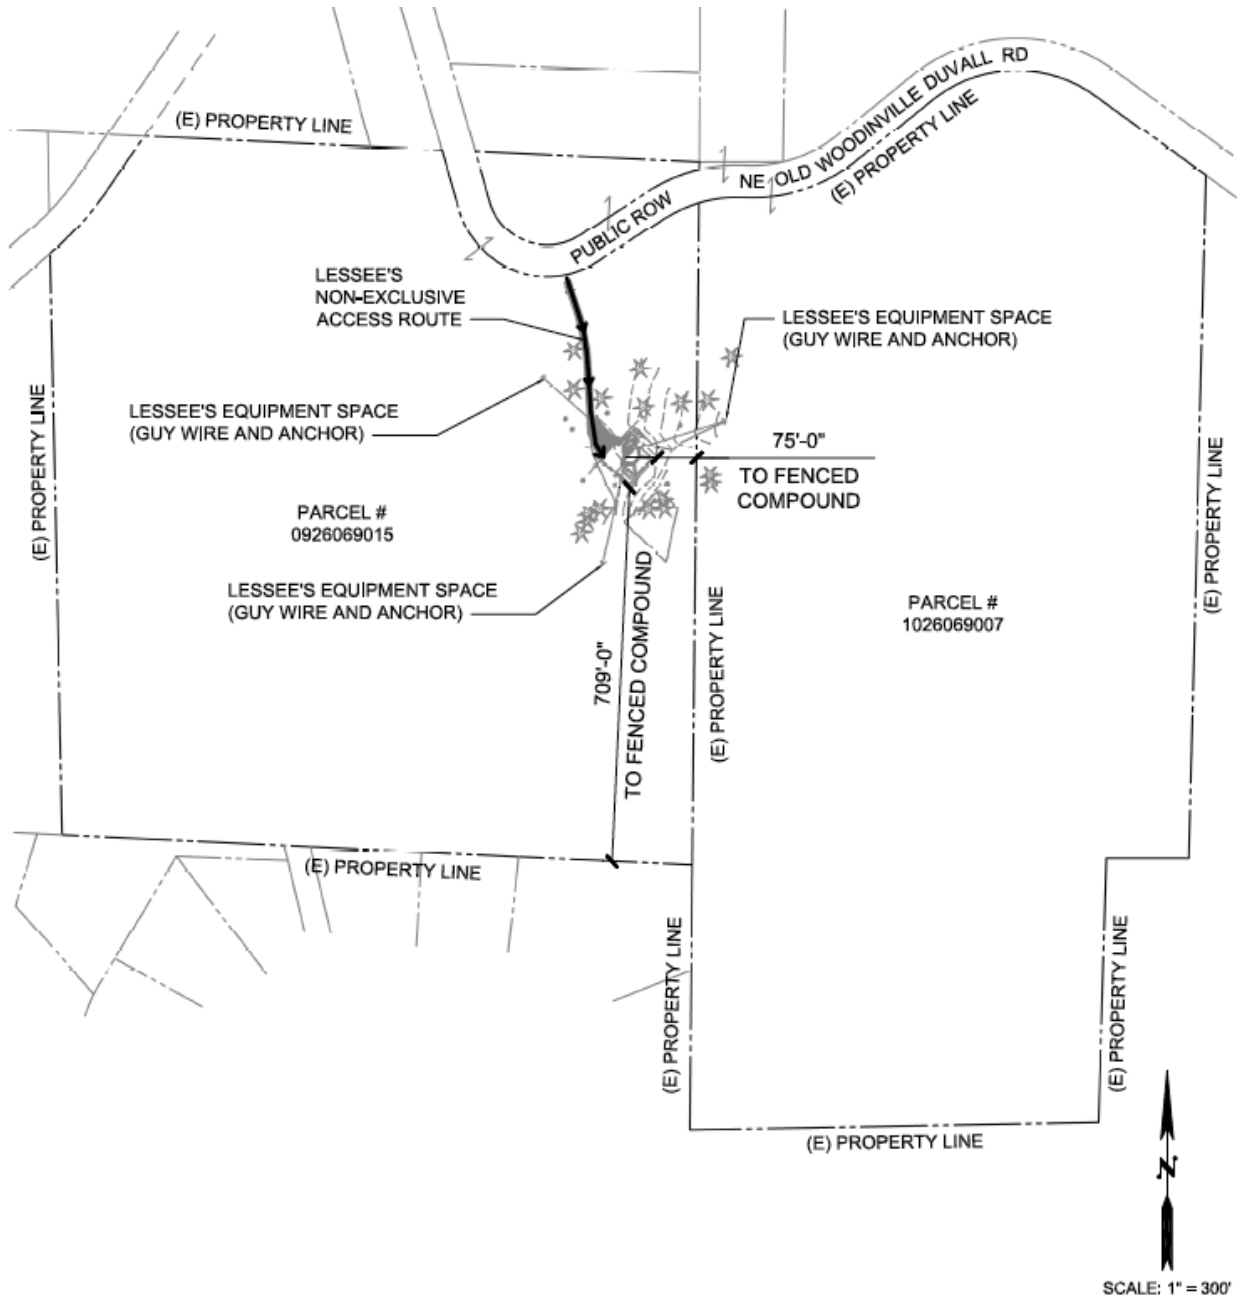 (E) PROPERTY LINE
NE OLD WOODINVILLE DUVALL RD
(E) PROPERTY LINE
PUBLIC ROW
LESSEE'S
NON-EXCLUSIVE
ACCESS ROUTE
LESSEE'S EQUIPMENT SPACE
(GUY WIRE AND ANCHOR)
LESSEE'S EQUIPMENT SPACE
(GUY WIRE AND ANCHOR)
75'-0"
TO FENCED
COMPOUND
(E) PROPERTY LINE
(E) PROPERTY LINE
PARCEL #
0926069015
LESSEE'S EQUIPMENT SPACE
(GUY WIRE AND ANCHOR)
709'-0"
TO FENCED COMPOUND
(E) PROPERTY LINE
PARCEL #
1026069007
(E) PROPERTY LINE
(E) PROPERTY LINE
(E) PROPERTY LINE
(E) PROPERTY LINE
N
SCALE: 1" = 300'